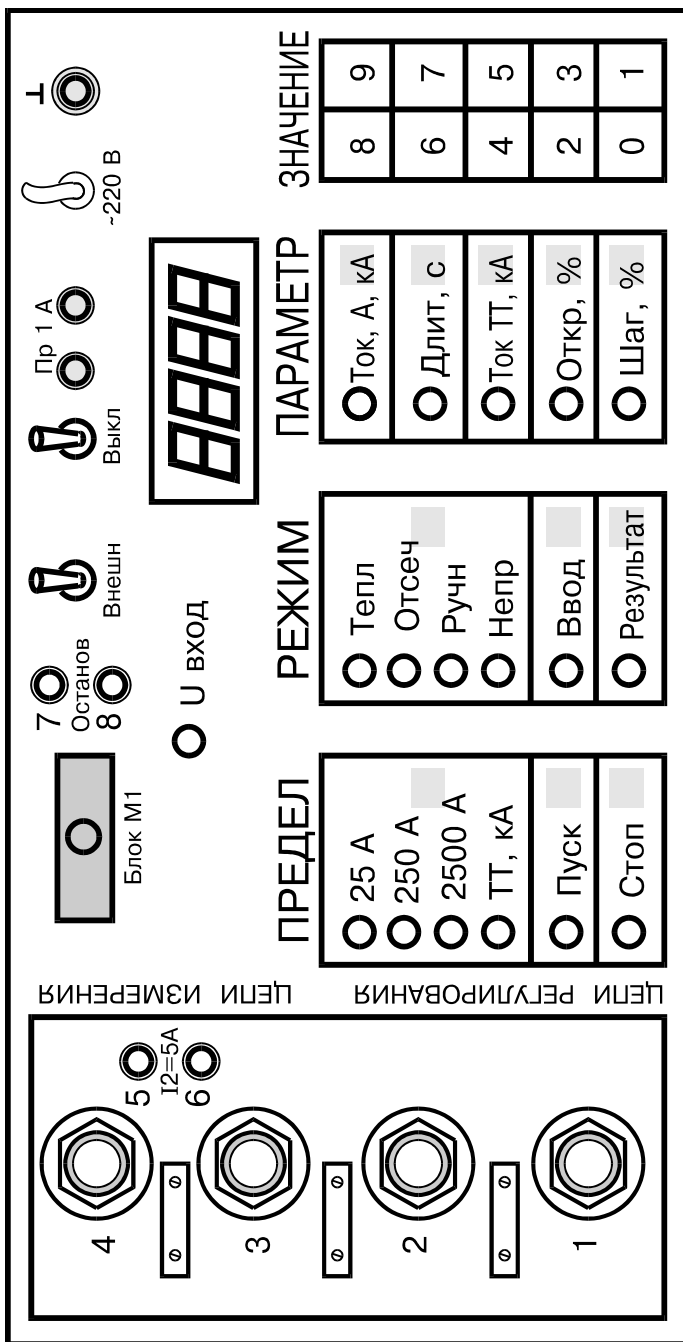 Блок М1
7
Останов
8
Внешн
Выкл
Пр 1 А
~220 В
U вход
ПРЕДЕЛ
25 А
250 А
2500 А
ТТ, кА
Пуск
Стоп
РЕЖИМ
Тепл
Отсеч
Ручн
Непр
Ввод
Результат
ПАРАМЕТР
Ток, А, кА
Длит, с
Ток ТТ, кА
Откр, %
Шаг, %
ЗНАЧЕНИЕ
8 9
6 7
4 5
2 3
0 1
ЦЕПИ ИЗМЕРЕНИЯ
ЦЕПИ РЕГУЛИРОВАНИЯ
4
5
I2=5А
6
3
2
1
8888